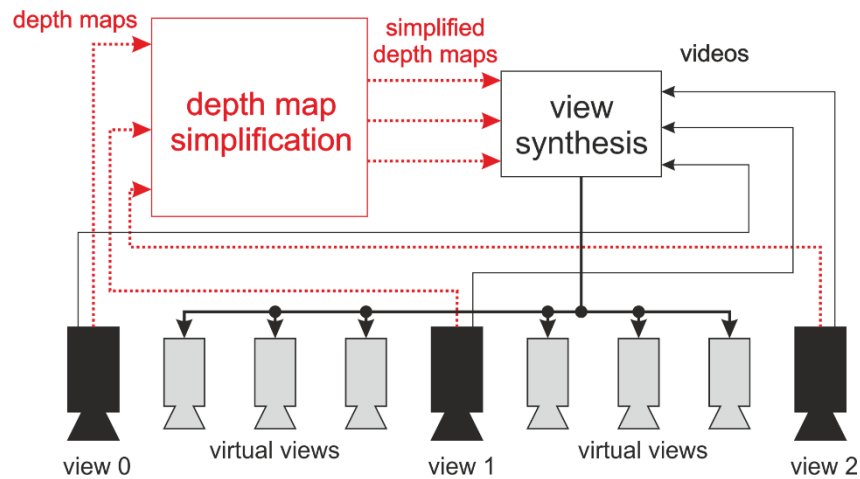 depth maps
simplified
depth maps
videos
depth map
simplification
view
synthesis
virtual views
virtual views
view 0
view 1
view 2